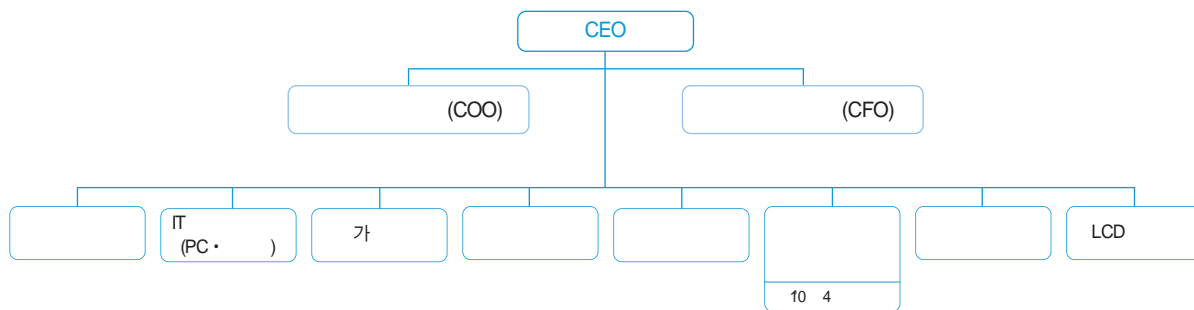 CEO
(COO)
(CFO)
IT
(PC・ )
가
LCD
10 4